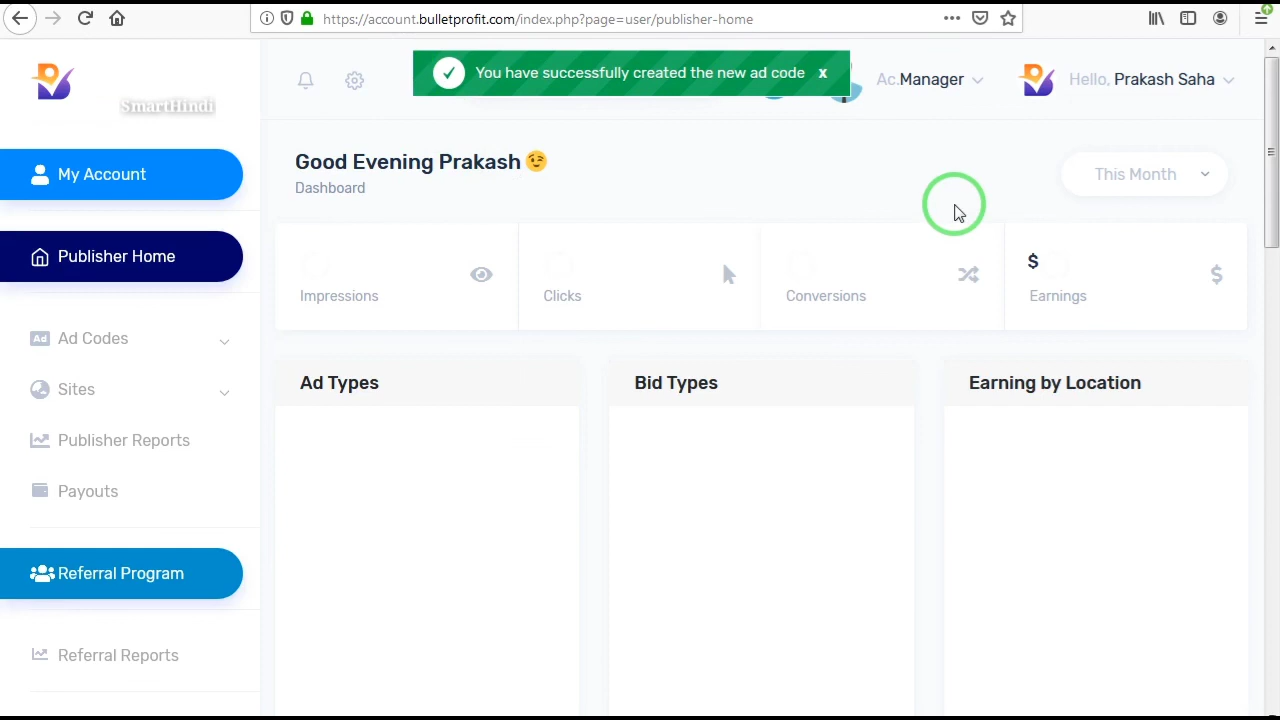 https://account.bulletprofit.com/index.php?page=user/publisher-home
SmartHindi
You have successfully created the new ad code x
Ac.Manager
Hello, Prakash Saha
My Account
Good Evening Prakash
Dashboard
This Month
Publisher Home
Impressions
Clicks
Conversions
$
Earnings
$
Ad Ad Codes
Sites
Publisher Reports
Payouts
Ad Types
Bid Types
Earning by Location
Referral Program
Referral Reports